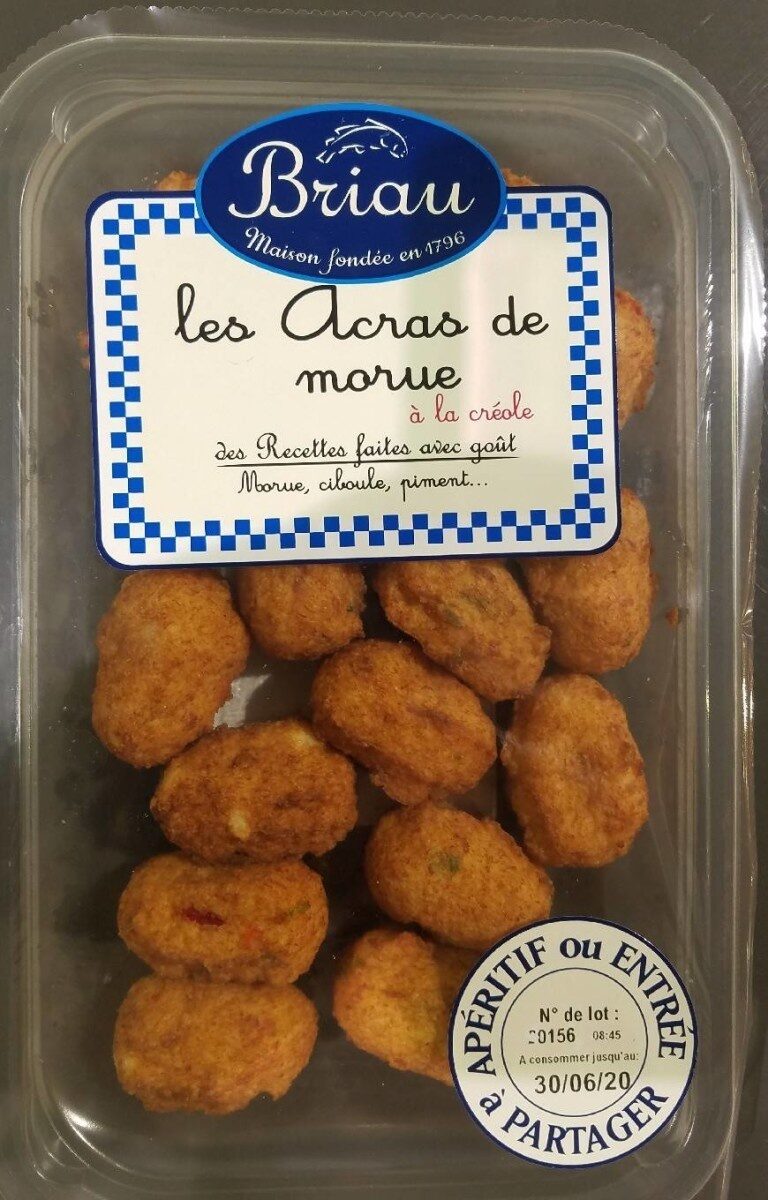 Briau
Maison fondée en 1796
les Acras de
morue
à la créole
des Recettes faites avec goût
Morue, ciboule, piment...
APÉRITIF ou ENTRÉE
N° de lot :
20156 08:45
A consommer jusqu'au:
30/06/20
à PARTAGER